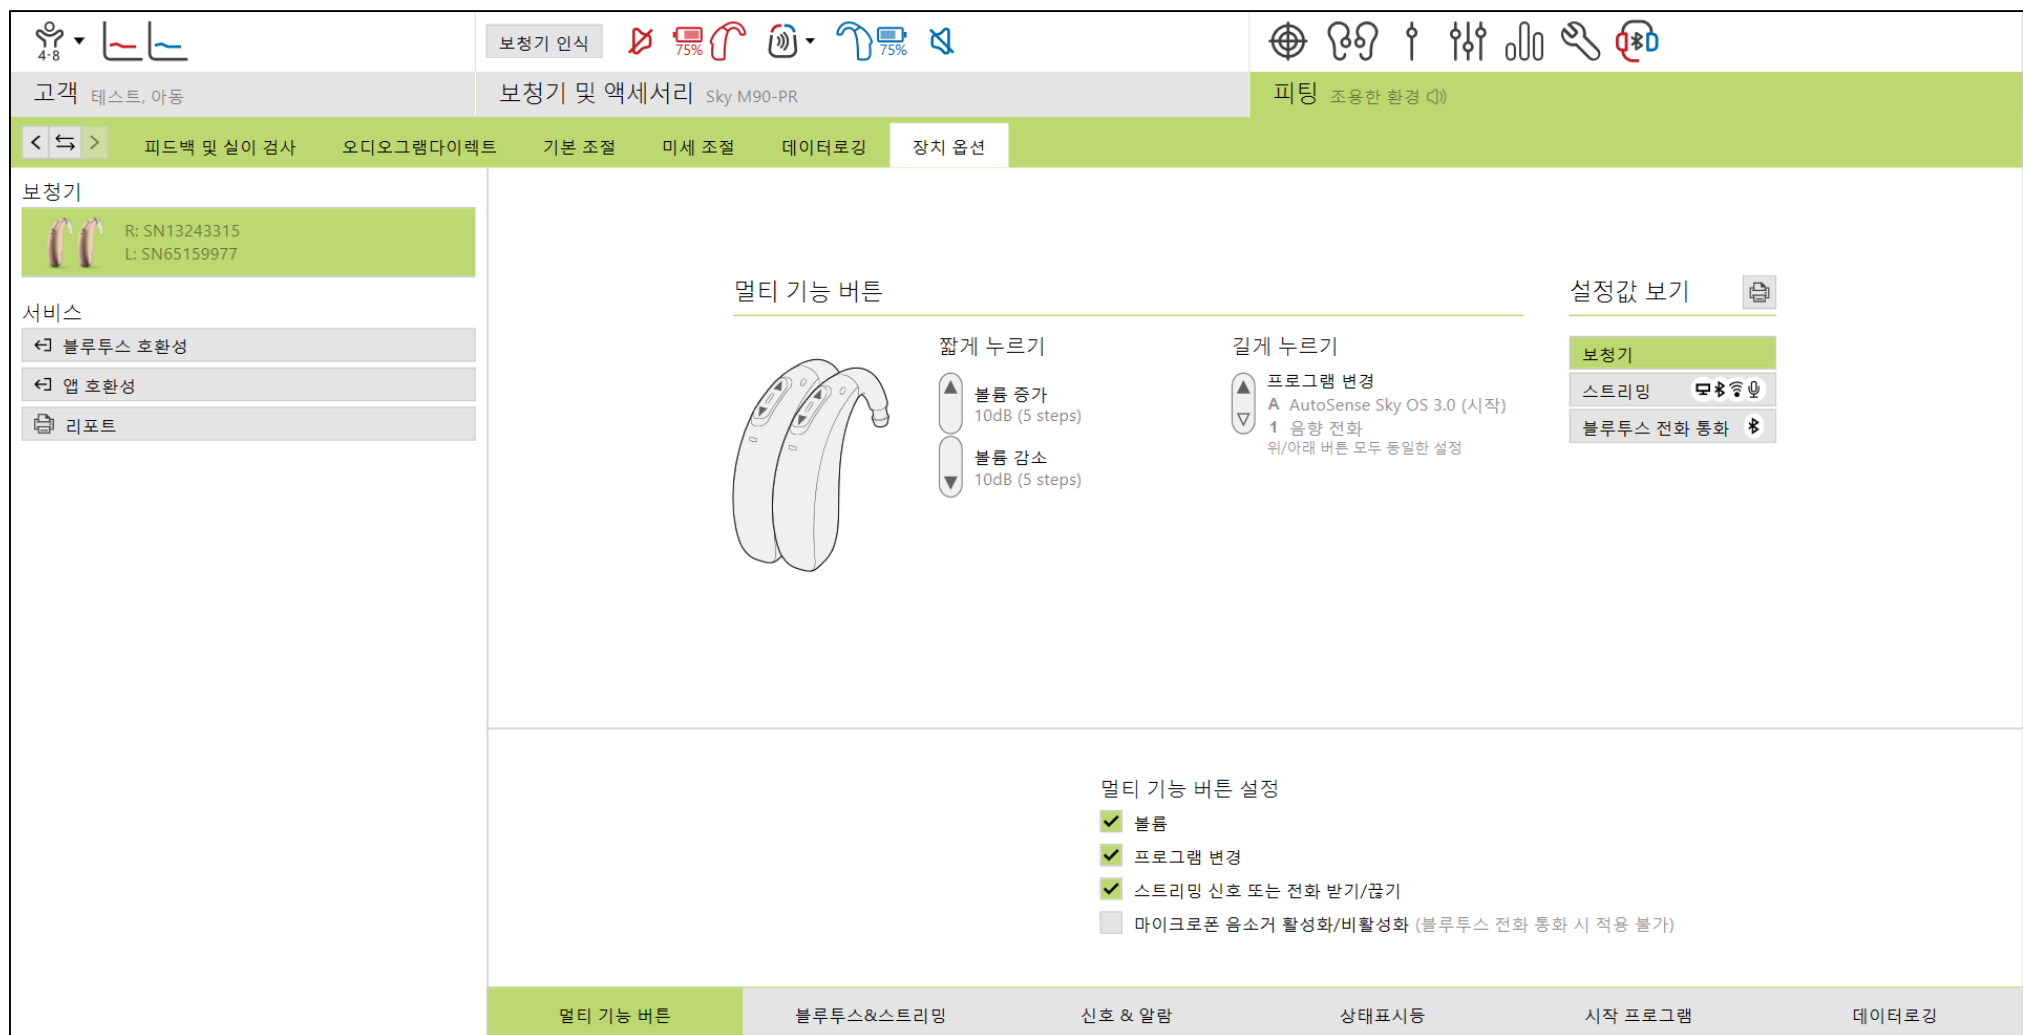 4-8
보청기 인식
75%
75%
고객 테스트, 아동
보청기 및 액세서리 Sky M90-PR
피팅 조용한 환경
피드백 및 실이 검사
오디오그램다이렉트
기본 조절
미세 조절
데이터로깅
장치 옵션
보청기
R: SN13243315
L: SN65159977
서비스
블루투스 호환성
앱 호환성
리포트
멀티 기능 버튼
짧게 누르기
볼륨 증가
10dB (5 steps)
볼륨 감소
10dB (5 steps)
길게 누르기
프로그램 변경
A AutoSense Sky OS 3.0 (시작)
1 음향 전화
위/아래 버튼 모두 동일한 설정
설정값 보기
보청기
스트리밍
블루투스 전화 통화
멀티 기능 버튼 설정
볼륨
프로그램 변경
스트리밍 신호 또는 전화 받기/끊기
마이크로폰 음소거 활성화/비활성화 (블루투스 전화 통화 시 적용 불가)
멀티 기능 버튼
블루투스&스트리밍
신호 & 알람
상태표시등
시작 프로그램
데이터로깅